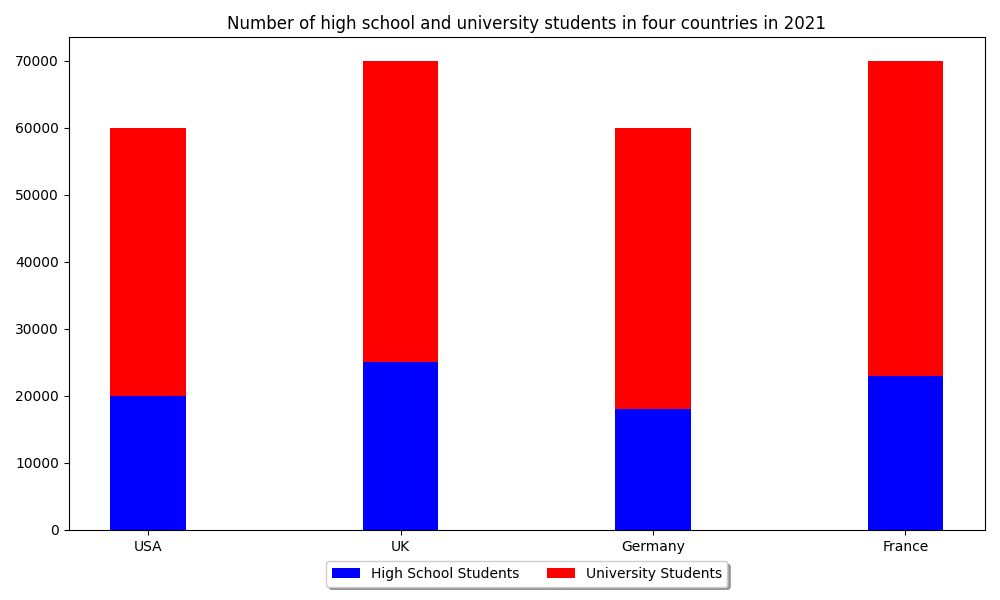 Number of high school and university students in four countries in 2021
70000
60000
50000
40000
30000
20000
10000
0
USA UK Germany France
High School Students University Students